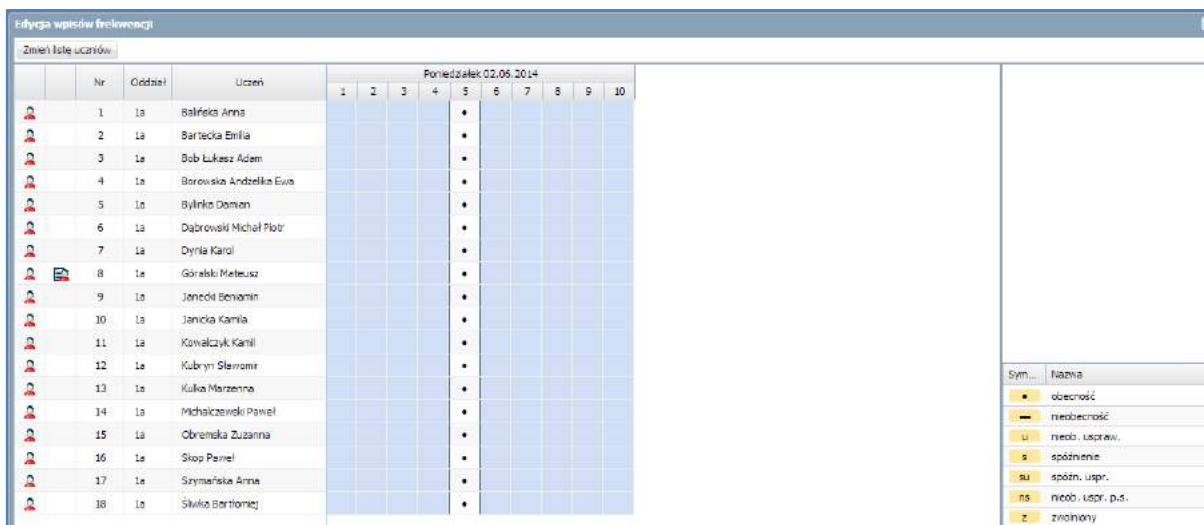 Edycja wpisów frekwencji
Zmień listę uczniów
Nr Oddział Uczeń Poniedziałek 02.06.2014
1 2 3 4 5 6 7 8 9 10
1 1a Balińska Anna •
2 1a Bartecka Emilia •
3 1a Bob Łukasz Adam •
4 1a Borowska Andżelika Ewa •
5 1a Bylinka Damian •
6 1a Dąbrowski Michał Piotr •
7 1a Dynia Karol •
8 1a Góralski Mateusz •
9 1a Janecki Beniamin •
10 1a Janicka Kamila •
11 1a Kowalczyk Kamil •
12 1a Kubryn Sławomir •
13 1a Kulka Marzenna •
14 1a Michalczewski Paweł •
15 1a Obremska Zuzanna •
16 1a Skop Paweł •
17 1a Szymańska Anna •
18 1a Śliwka Bartłomiej •
Sym... Nazwa
• obecność
— nieobecność
u nieob. uspraw.
s spóźnienie
su spóźn. uspr.
ns nieob. uspr. p.s.
z zwolniony